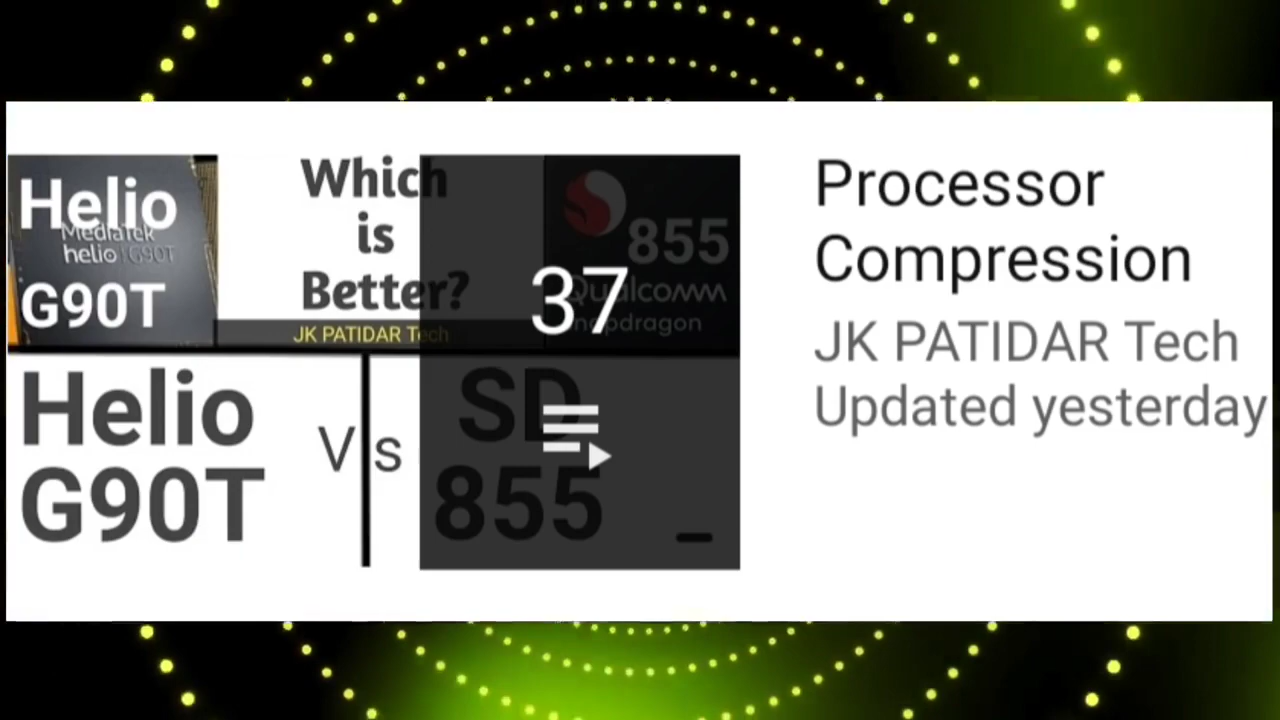 Helio
G90T
MediaTek
helio G90T
Which
is
Better?
JK PATIDAR Tech
855
Qualcomm
snapdragon
37
Helio
G90T
Vs
SD
855
Processor
Compression
JK PATIDAR Tech
Updated yesterday